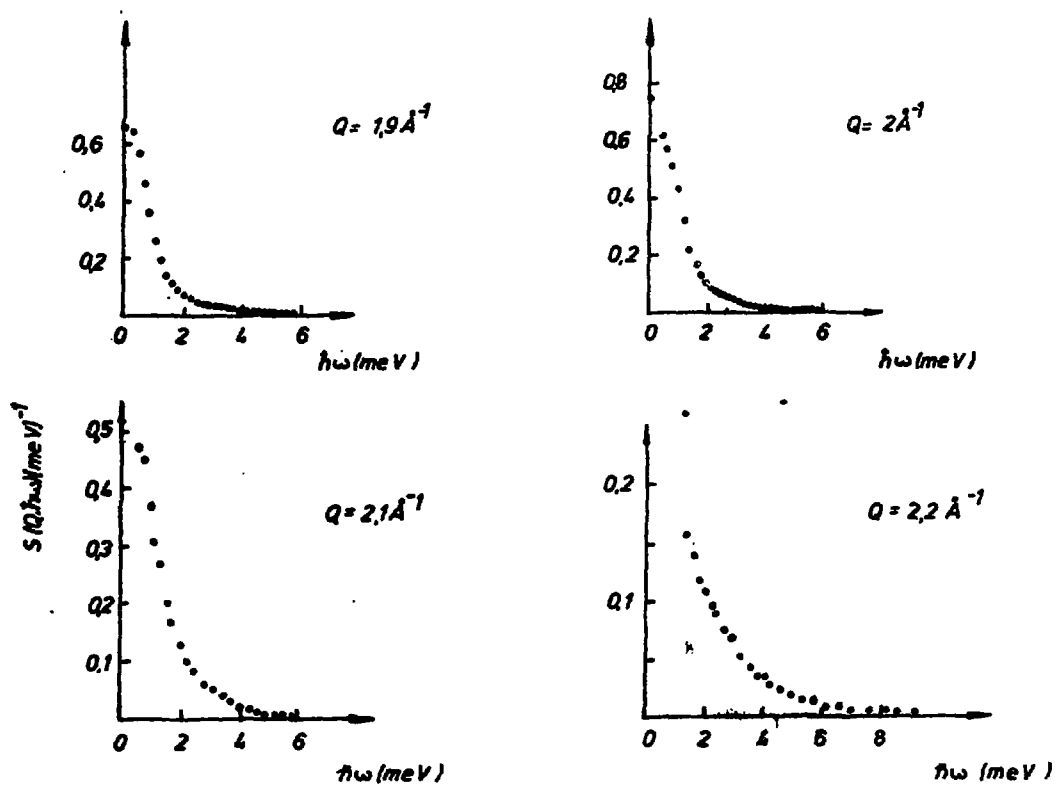 Q = 1,9 Å⁻¹
0,6
0,4
0,2
0 2 4 6
ħω (meV)
Q = 2 Å⁻¹
0,8
0,6
0,4
0,2
0 2 4 6
ħω (meV)
S (Q,ħω) (meV)⁻¹
Q = 2,1 Å⁻¹
0,5
0,4
0,3
0,2
0,1
0 2 4 6
ħω (meV)
Q = 2,2 Å⁻¹
0,2
0,1
0 2 4 6 8
ħω (meV)